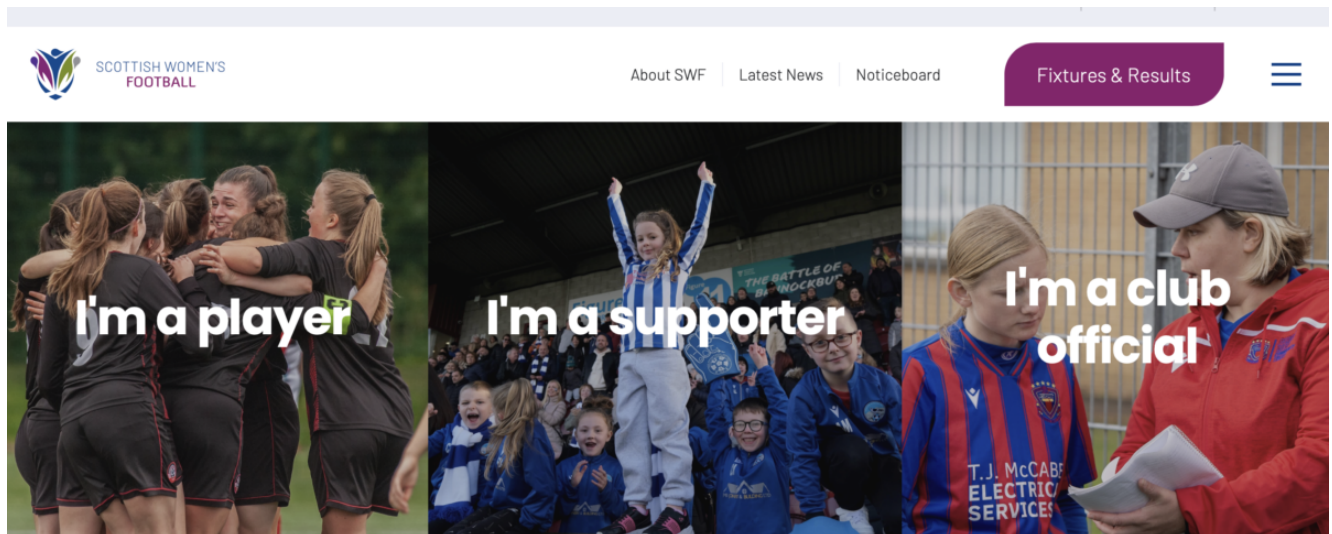 SCOTTISH WOMEN'S
FOOTBALL
About SWF
Latest News
Noticeboard
Fixtures & Results
I'm a player
I'm a supporter
THE BATTLE OF
I'm a club
official
T.J. McCABE
ELECTRICA
SERVICES